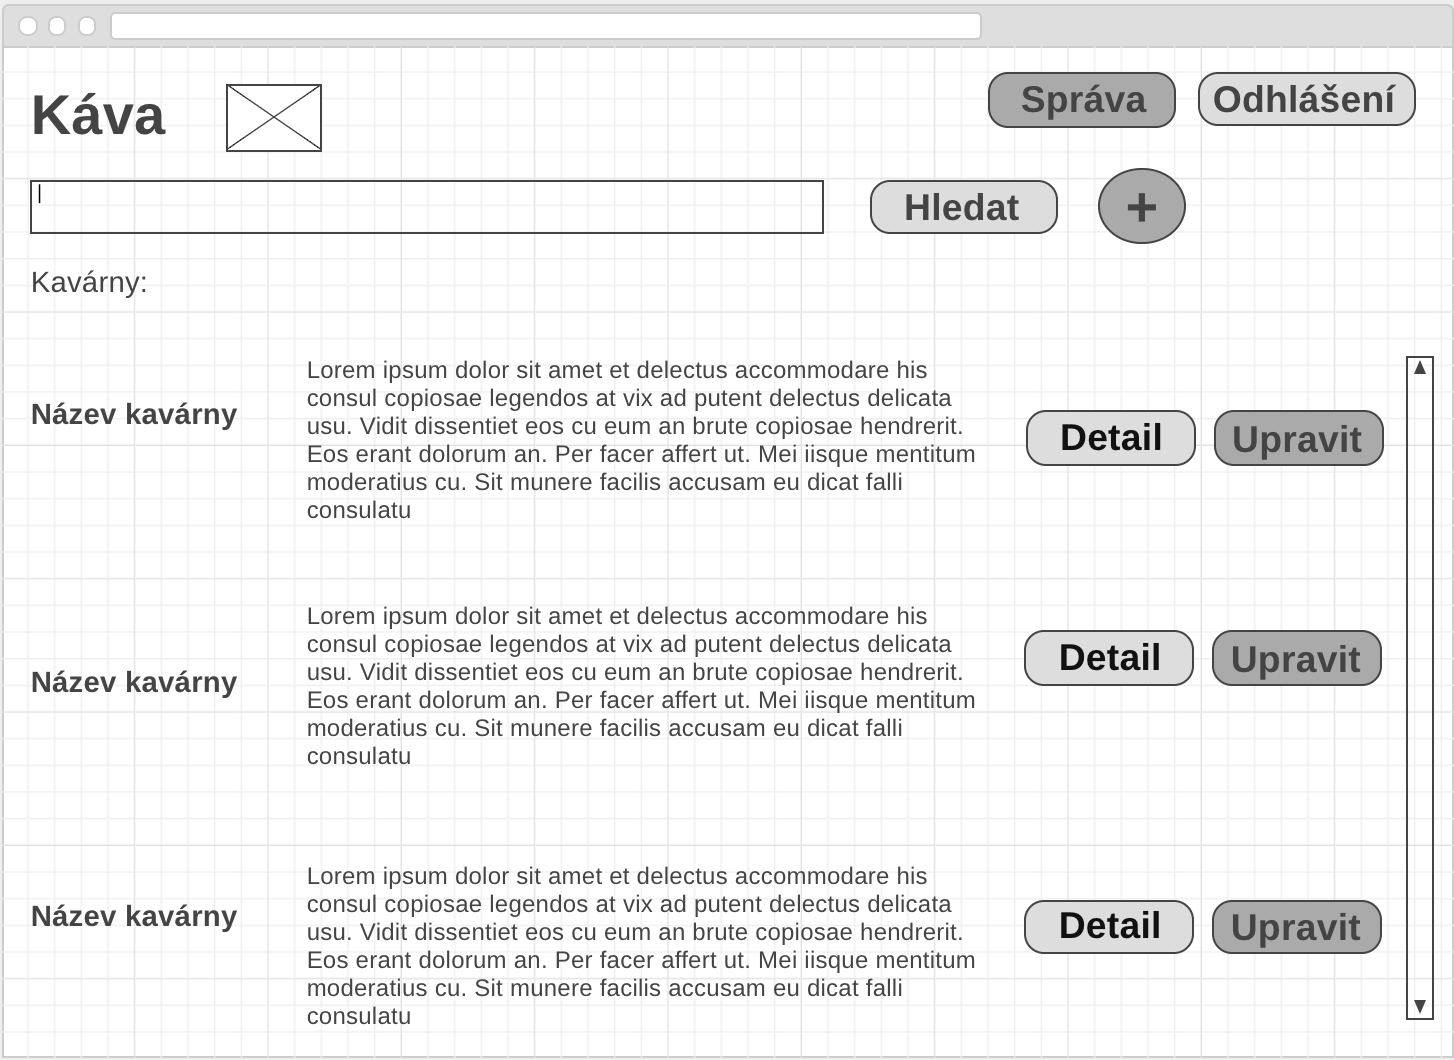 Káva
Správa
Odhlášení
Hledat
+
Kavárny:
Název kavárny
Lorem ipsum dolor sit amet et delectus accommodare his
consul copiosae legendos at vix ad putent delectus delicata
usu. Vidit dissentiet eos cu eum an brute copiosae hendrerit.
Eos erant dolorum an. Per facer affert ut. Mei iisque mentitum
moderatius cu. Sit munere facilis accusam eu dicat falli
consulatu
Detail
Upravit
Název kavárny
Lorem ipsum dolor sit amet et delectus accommodare his
consul copiosae legendos at vix ad putent delectus delicata
usu. Vidit dissentiet eos cu eum an brute copiosae hendrerit.
Eos erant dolorum an. Per facer affert ut. Mei iisque mentitum
moderatius cu. Sit munere facilis accusam eu dicat falli
consulatu
Detail
Upravit
Název kavárny
Lorem ipsum dolor sit amet et delectus accommodare his
consul copiosae legendos at vix ad putent delectus delicata
usu. Vidit dissentiet eos cu eum an brute copiosae hendrerit.
Eos erant dolorum an. Per facer affert ut. Mei iisque mentitum
moderatius cu. Sit munere facilis accusam eu dicat falli
consulatu
Detail
Upravit